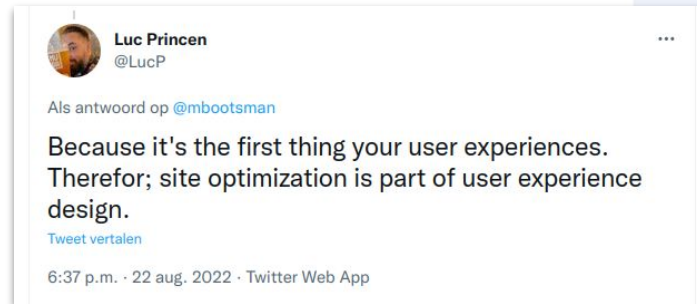 Luc Princen
@LucP
Als antwoord op @mbootsman
Because it's the first thing your user experiences.
Therefor; site optimization is part of user experience
design.
Tweet vertalen
6:37 p.m. · 22 aug. 2022 · Twitter Web App